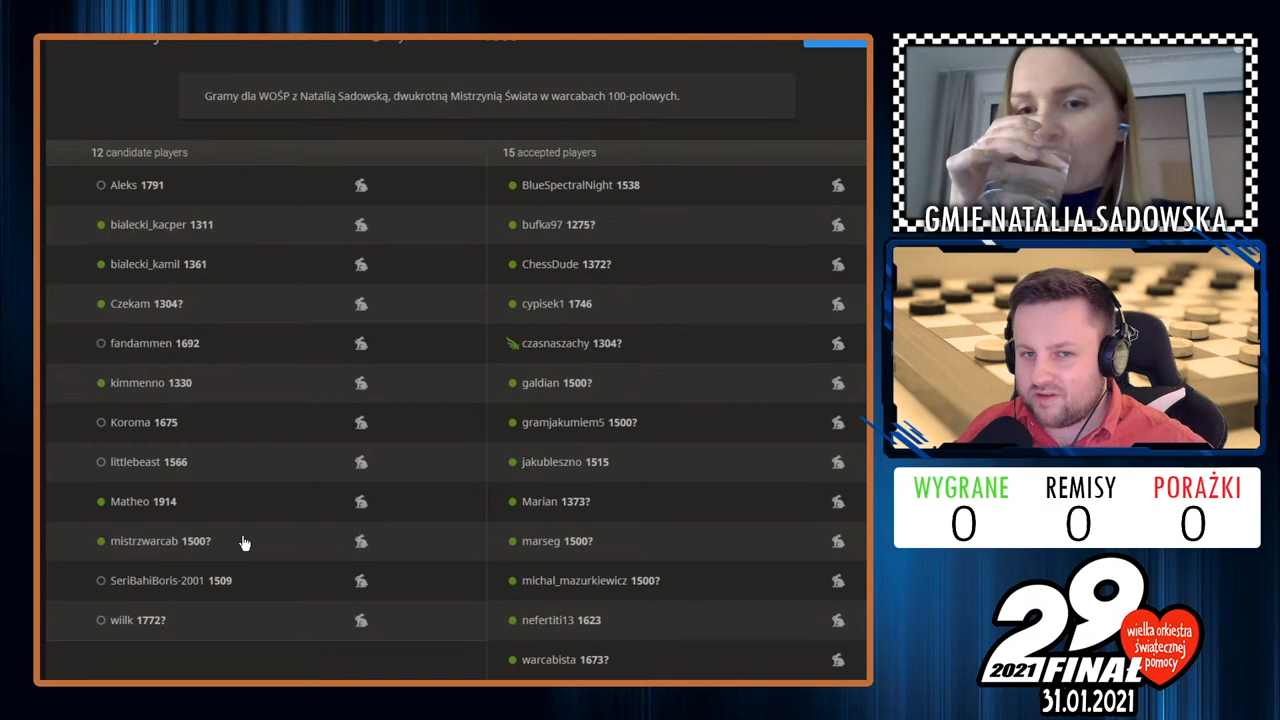 Gramy dla WOŚP z Natalią Sadowską, dwukrotną Mistrzynią Świata w warcabach 100-polowych.
12 candidate players
Aleks 1791
bialecki_kacper 1311
bialecki_kamil 1361
Czekam 1304?
fandammen 1692
kimmenno 1330
Koroma 1675
littlebeast 1566
Matheo 1914
mistrzwarcab 1500?
SeriBahiBoris-2001 1509
wiilk 1772?
15 accepted players
BlueSpectralNight 1538
bufka97 1275?
ChessDude 1372?
cypisek1 1746
czasnaszachy 1304?
galdian 1500?
gramjakumiem5 1500?
jakubleszno 1515
Marian 1373?
marseg 1500?
michal_mazurkiewicz 1500?
nefertiti13 1623
warcabista 1673?
GMIE NATALIA SADOWSKA
WYGRANE REMISY PORAŻKI
0 0 0
29
2021 FINAŁ
wielka orkiestra
świątecznej
pomocy
31.01.2021